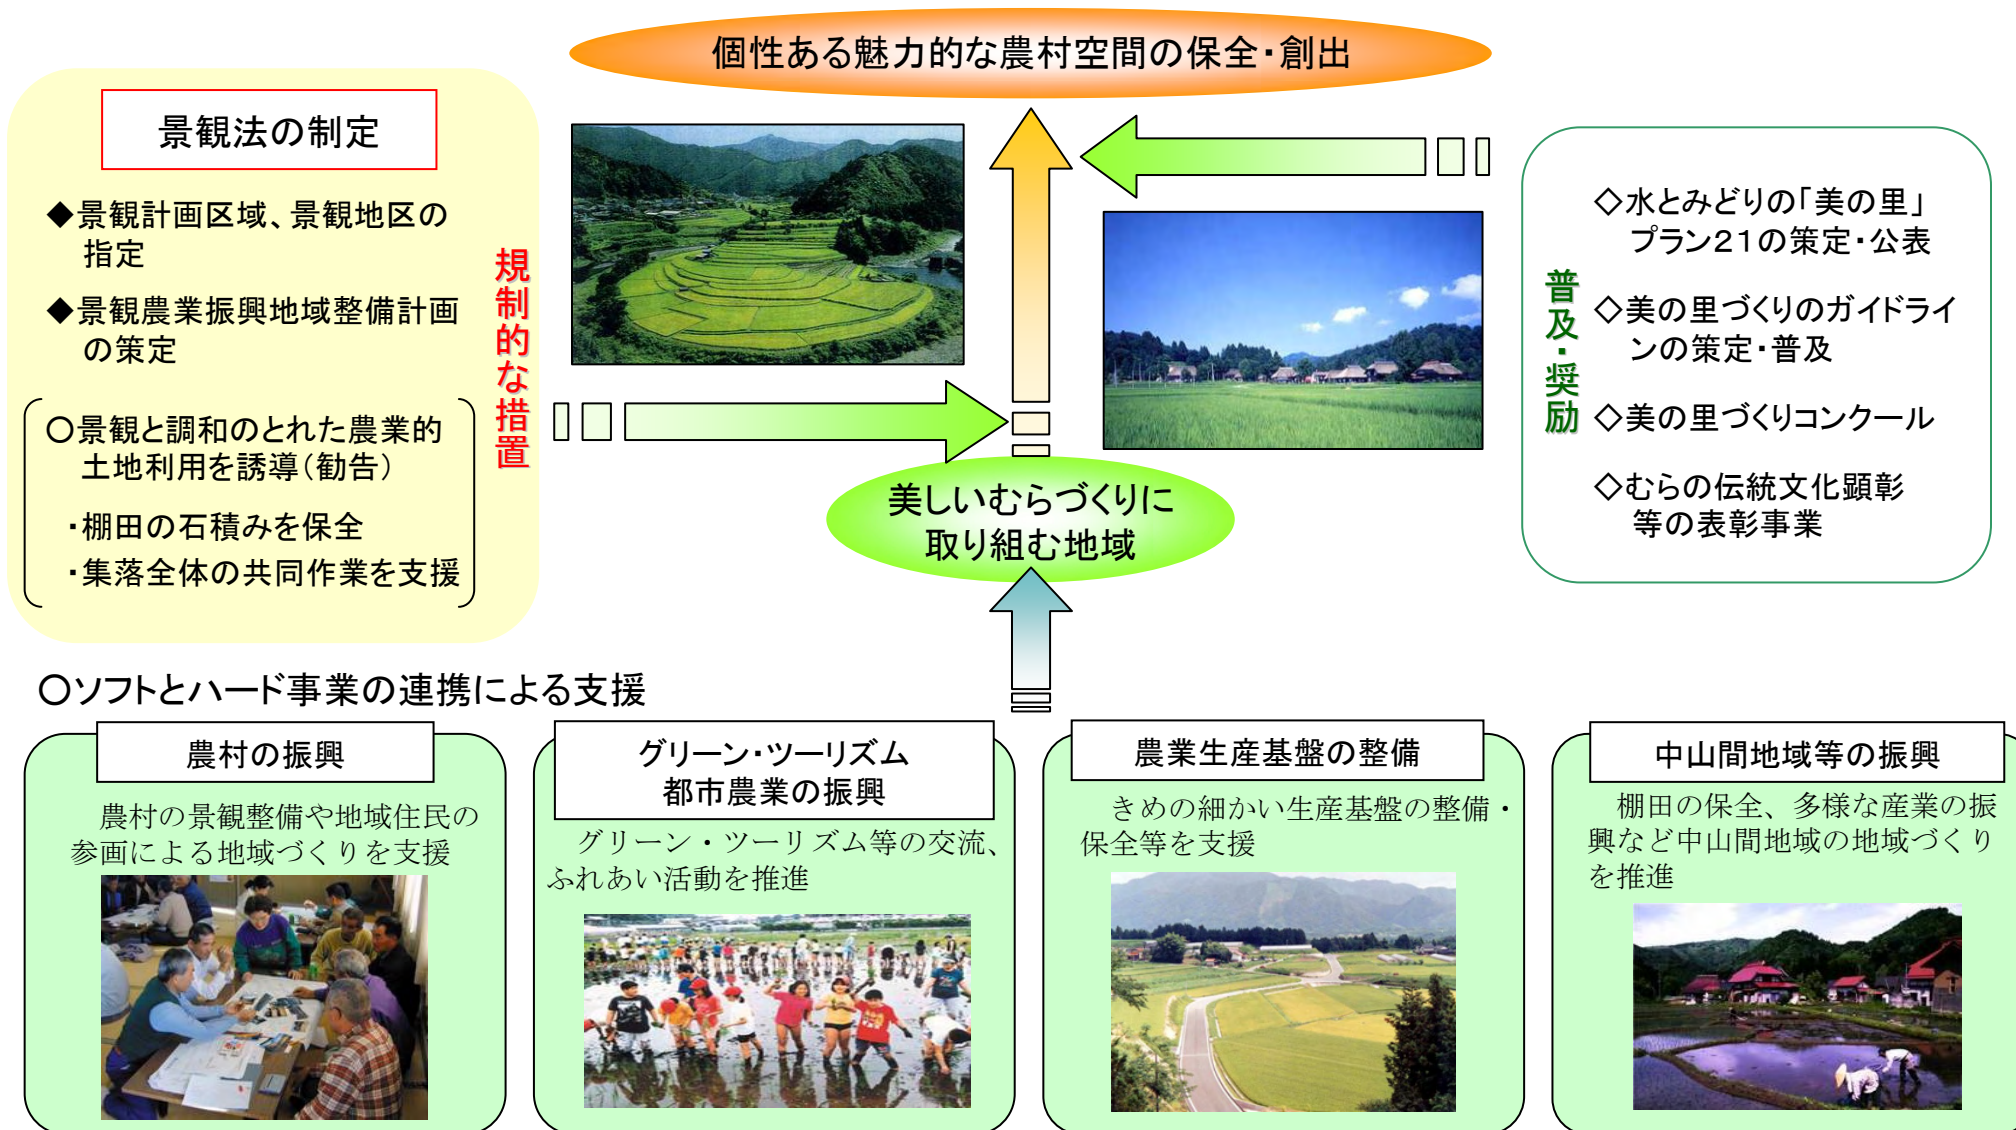 個性ある魅力的な農村空間の保全・創出
景観法の制定
◆景観計画区域、景観地区の
指定
◆景観農業振興地域整備計画
の策定
〇景観と調和のとれた農業的
土地利用を誘導(勧告)
・棚田の石積みを保全
・集落全体の共同作業を支援
規制的な措置
美しいむらづくりに
取り組む地域
普及・奨励
◇水とみどりの「美の里」
プラン21の策定・公表
◇美の里づくりのガイドライ
ンの策定・普及
◇美の里づくりコンクール
◇むらの伝統文化顕彰
等の表彰事業
〇ソフトとハード事業の連携による支援
農村の振興
農村の景観整備や地域住民の
参画による地域づくりを支援
グリーン・ツーリズム
都市農業の振興
グリーン・ツーリズム等の交流、
ふれあい活動を推進
農業生産基盤の整備
きめの細かい生産基盤の整備・
保全等を支援
中山間地域等の振興
棚田の保全、多様な産業の振
興など中山間地域の地域づくり
を推進